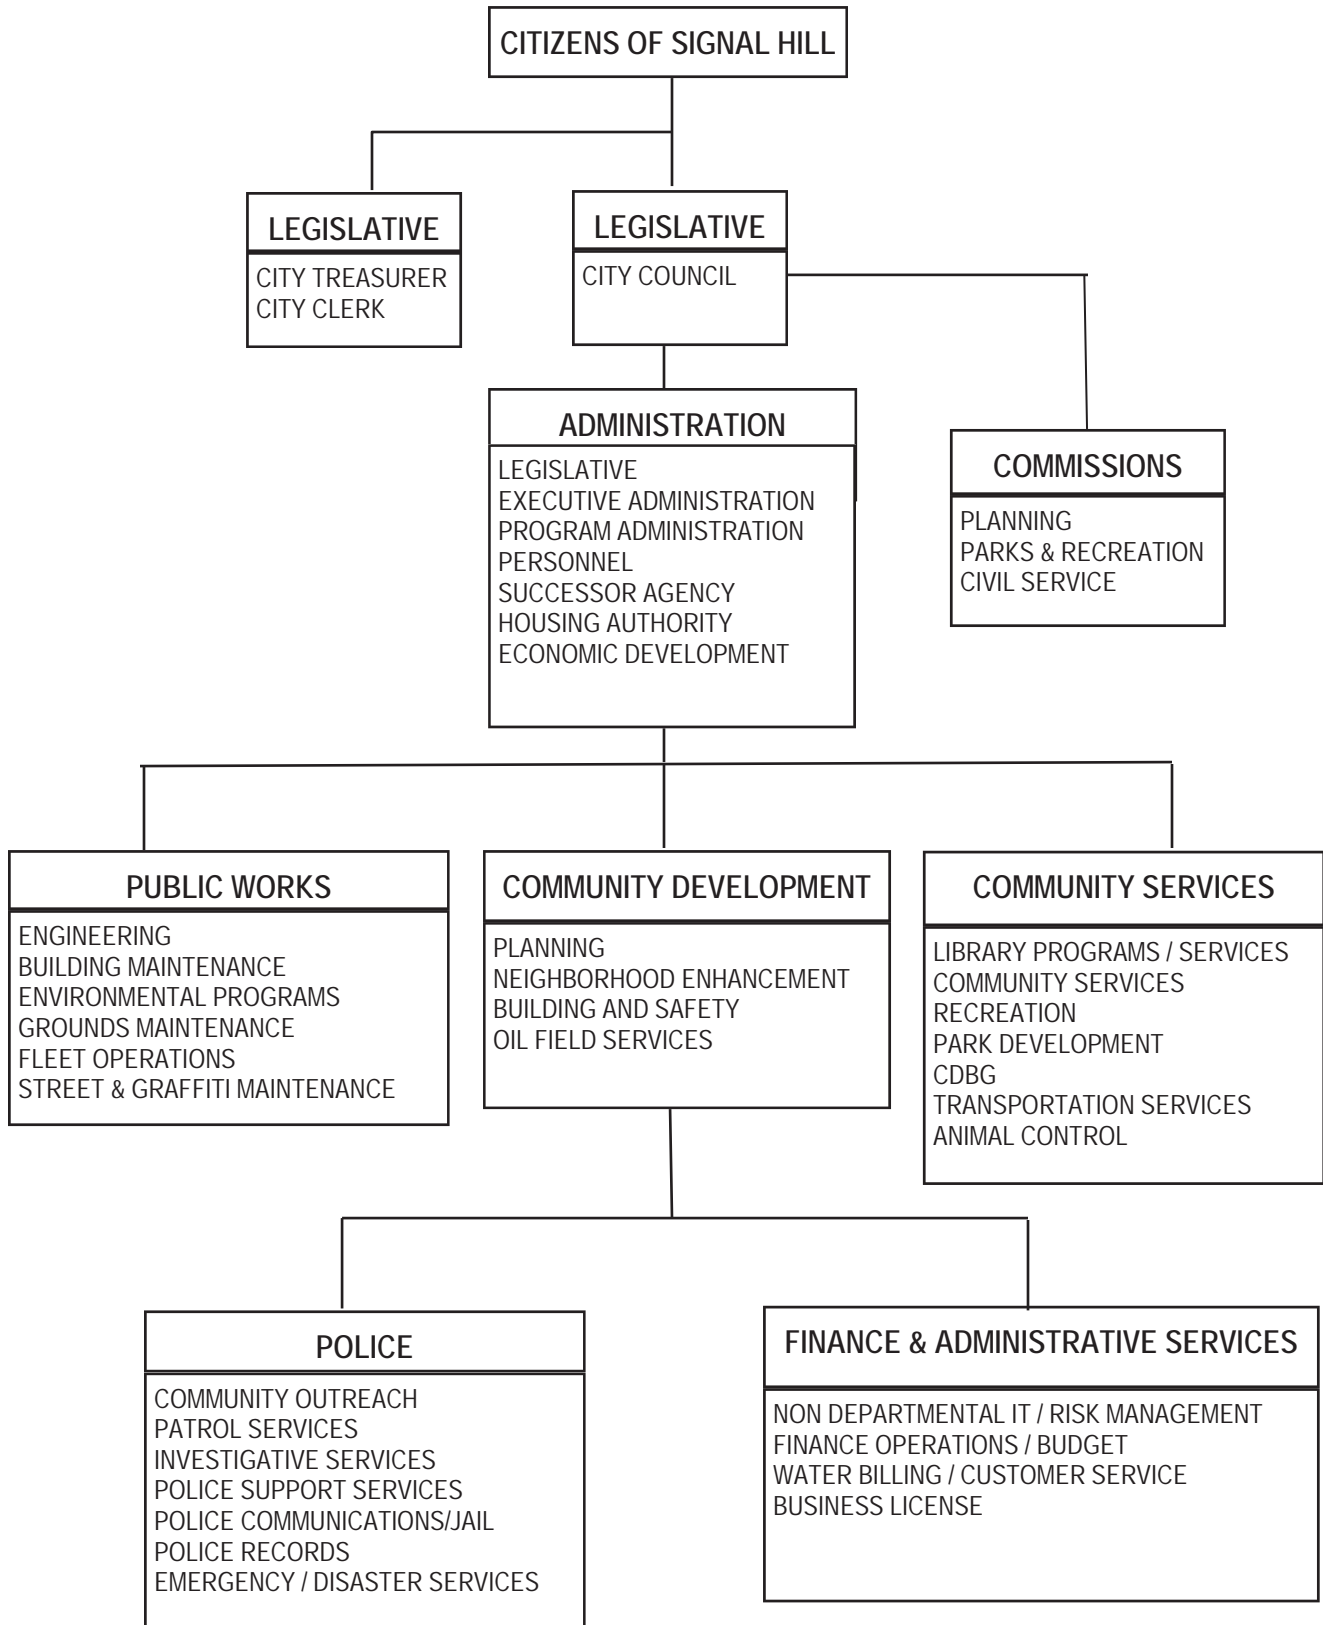 CITIZENS OF SIGNAL HILL
LEGISLATIVE
CITY TREASURER
CITY CLERK
LEGISLATIVE
CITY COUNCIL
ADMINISTRATION
LEGISLATIVE
EXECUTIVE ADMINISTRATION
PROGRAM ADMINISTRATION
PERSONNEL
SUCCESSOR AGENCY
HOUSING AUTHORITY
ECONOMIC DEVELOPMENT
COMMISSIONS
PLANNING
PARKS & RECREATION
CIVIL SERVICE
PUBLIC WORKS
ENGINEERING
BUILDING MAINTENANCE
ENVIRONMENTAL PROGRAMS
GROUNDS MAINTENANCE
FLEET OPERATIONS
STREET & GRAFFITI MAINTENANCE
COMMUNITY DEVELOPMENT
PLANNING
NEIGHBORHOOD ENHANCEMENT
BUILDING AND SAFETY
OIL FIELD SERVICES
COMMUNITY SERVICES
LIBRARY PROGRAMS / SERVICES
COMMUNITY SERVICES
RECREATION
PARK DEVELOPMENT
CDBG
TRANSPORTATION SERVICES
ANIMAL CONTROL
POLICE
COMMUNITY OUTREACH
PATROL SERVICES
INVESTIGATIVE SERVICES
POLICE SUPPORT SERVICES
POLICE COMMUNICATIONS/JAIL
POLICE RECORDS
EMERGENCY / DISASTER SERVICES
FINANCE & ADMINISTRATIVE SERVICES
NON DEPARTMENTAL IT / RISK MANAGEMENT
FINANCE OPERATIONS / BUDGET
WATER BILLING / CUSTOMER SERVICE
BUSINESS LICENSE